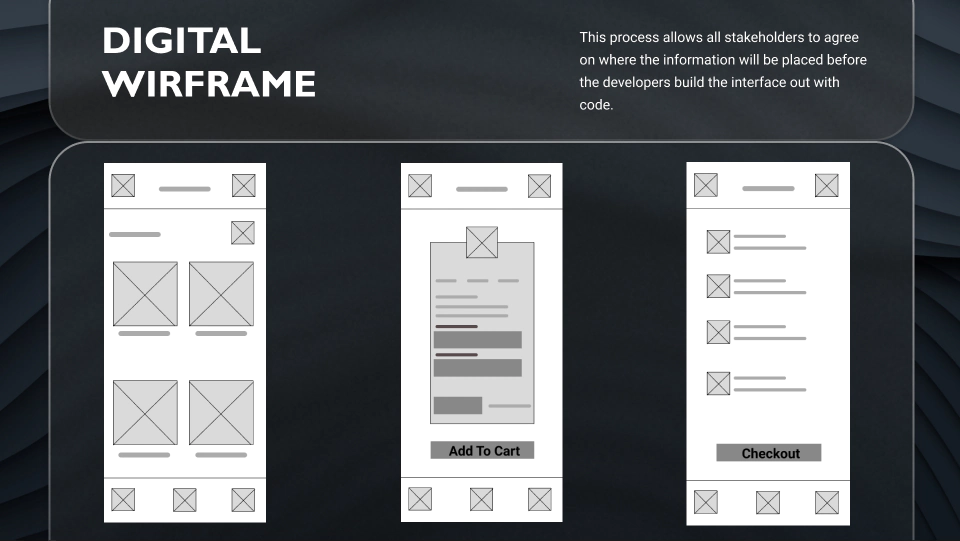 DIGITAL
WIRFRAME
This process allows all stakeholders to agree
on where the information will be placed before
the developers build the interface out with
code.
Add To Cart
Checkout